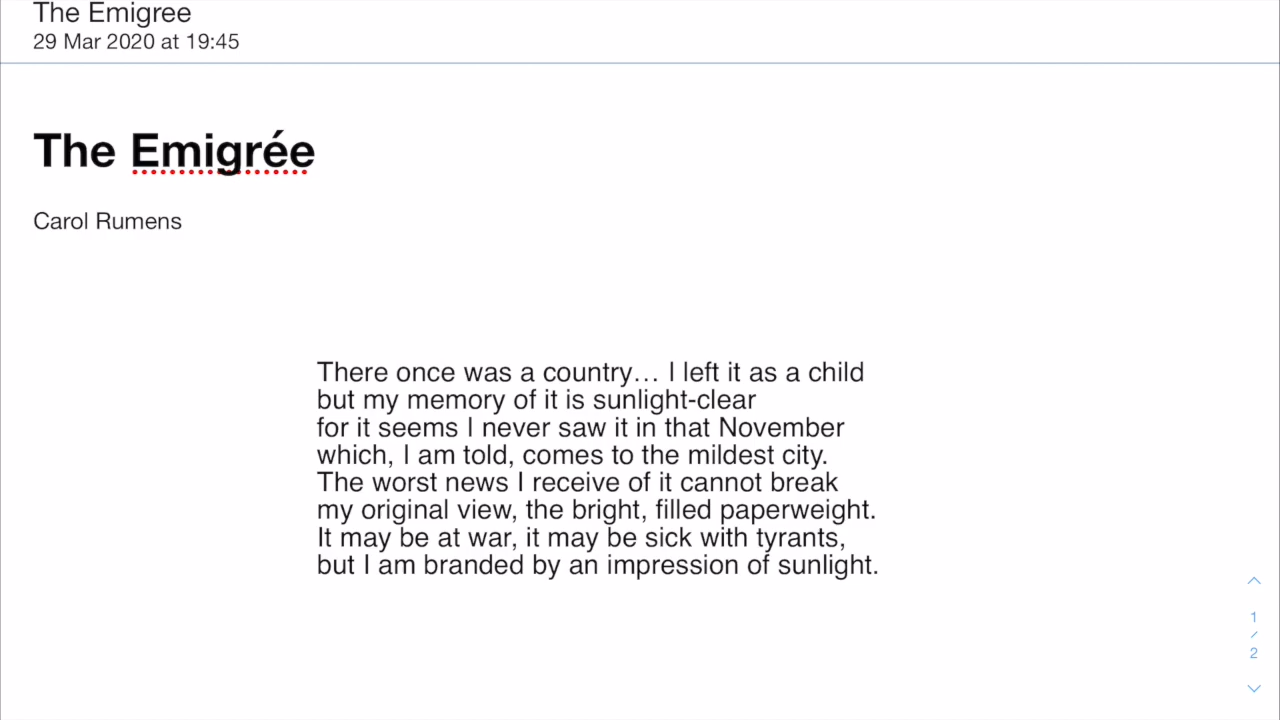 The Emigree
29 Mar 2020 at 19:45
The Emigrée
Carol Rumens
There once was a country… I left it as a child
but my memory of it is sunlight-clear
for it seems I never saw it in that November
which, I am told, comes to the mildest city.
The worst news I receive of it cannot break
my original view, the bright, filled paperweight.
It may be at war, it may be sick with tyrants,
but I am branded by an impression of sunlight.
1
/
2